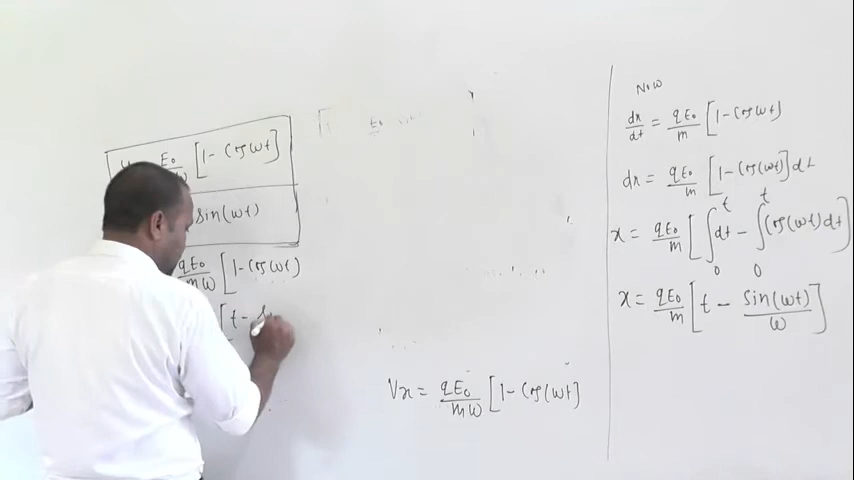 E₀ [1 - Cos ωt]
sin(ωt)
qE₀/mω [1 - Cos(ωt)
[t -
Vx = qE₀/mω [1 - Cos(ωt]
Now
dx/dt = qE₀/m [1 - Cos ωt)
dx = qE₀/m [1 - Cos(ωt)] dt
x = qE₀/m [∫₀ᵗ dt - ∫₀ᵗ Cos(ωt) dt]
x = qE₀/m [t - sin(ωt)/ω]